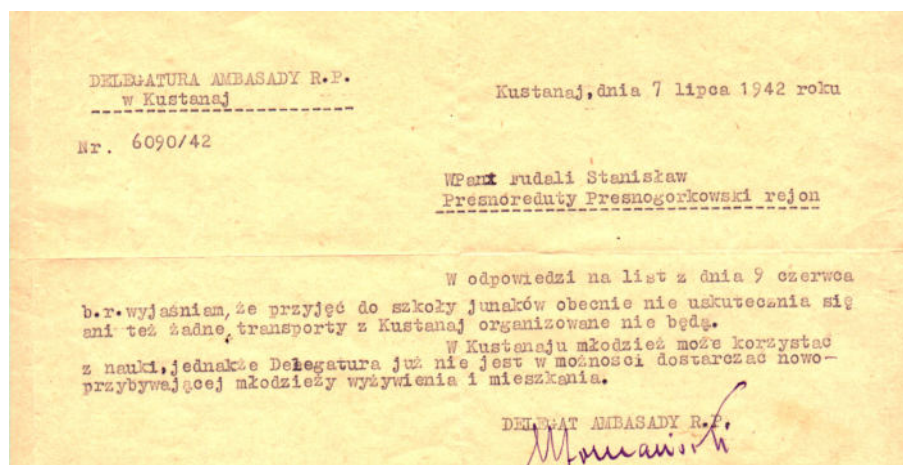 DELEGATURA AMBASADY R.P.
w Kustanaj
Kustanaj,dnia 7 lipca 1942 roku
Nr. 6090/42
WPan Pudali Stanisław
Presnoreduty Presnogorkowski rejon
W odpowiedzi na list z dnia 9 czerwca
b.r.wyjaśniam,że przyjęć do szkoły junaków obecnie nie uskutecznia się
ani też żadne,transporty z Kustanaj organizowane nie będą.
W Kustanaju młodzież może korzystać
z nauki,jednakże Delegatura już nie jest w możności dostarczać nowo-
przybywającej młodzieży wyżywienia i mieszkania.
DELEGAT AMBASADY R.P.